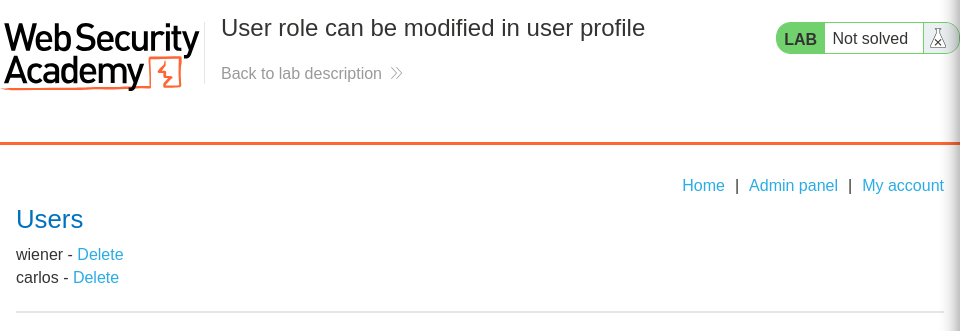 Web Security
Academy
User role can be modified in user profile
Back to lab description
LAB Not solved
Home | Admin panel | My account
Users
wiener - Delete
carlos - Delete